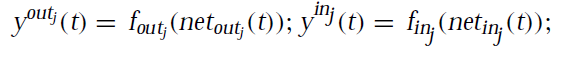 y^{out_j}(t) = f_{out_j}(net_{out_j}(t)); y^{in_j}(t) = f_{in_j}(net_{in_j}(t));